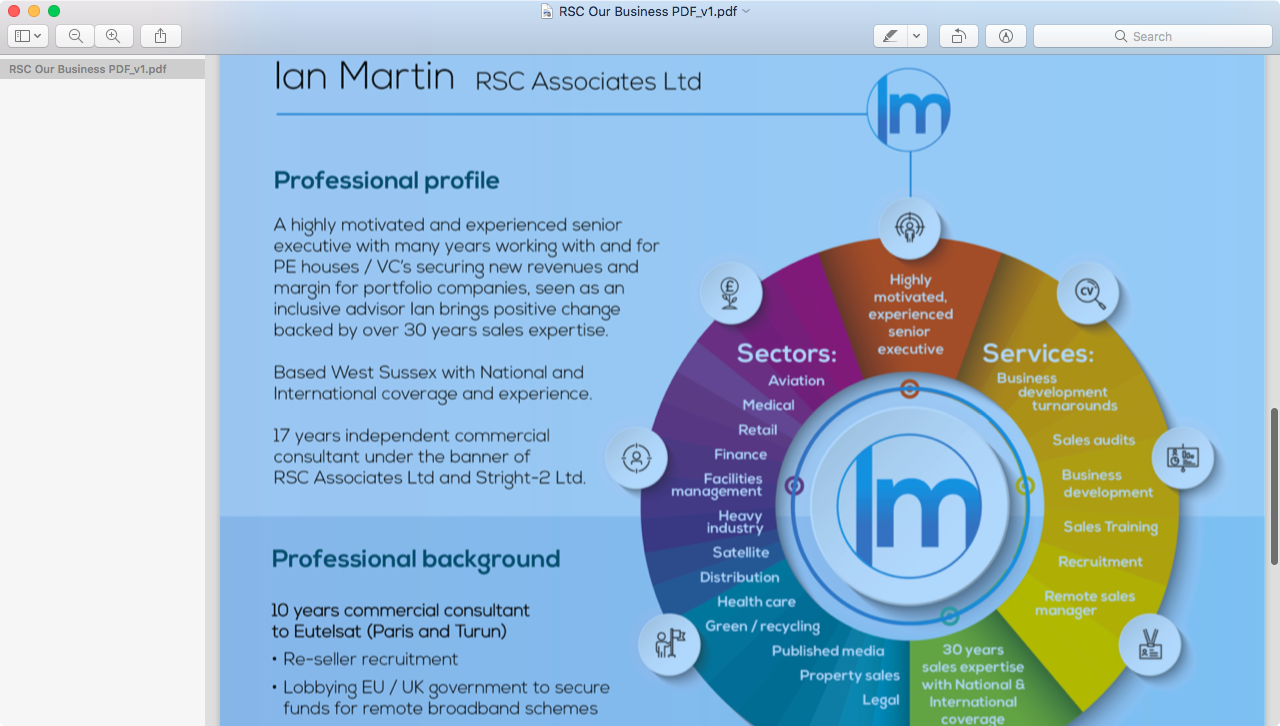 RSC Our Business PDF_v1.pdf
Search
RSC Our Business PDF_v1.pdf
Ian Martin RSC Associates Ltd
Im
Professional profile
A highly motivated and experienced senior
executive with many years working with and for
PE houses / VC's securing new revenues and
margin for portfolio companies, seen as an
inclusive advisor Ian brings positive change
backed by over 30 years sales expertise.
Based West Sussex with National and
International coverage and experience.
17 years independent commercial
consultant under the banner of
RSC Associates Ltd and Stright-2 Ltd.
Professional background
10 years commercial consultant
to Eutelsat (Paris and Turun)
• Re-seller recruitment
• Lobbying EU / UK government to secure
funds for remote broadband schemes
£
Highly
motivated,
experienced
senior
executive
CV
Sectors:
Aviation
Medical
Retail
Finance
Facilities
management
Heavy
industry
Satellite
Distribution
Health care
Green / recycling
Published media
Property sales
Legal
Im
Services:
Business
development
turnarounds
Sales audits
Business
development
Sales Training
Recruitment
Remote sales
manager
30 years
sales expertise
with National &
International
coverage